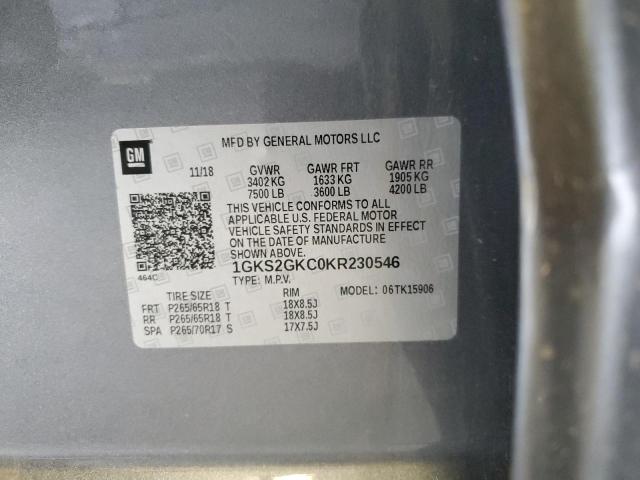 MFD BY GENERAL MOTORS LLC
GM
11/18 GVWR GAWR FRT GAWR RR
3402 KG 1633 KG 1905 KG
7500 LB 3600 LB 4200 LB
THIS VEHICLE CONFORMS TO ALL
APPLICABLE U.S. FEDERAL MOTOR
VEHICLE SAFETY STANDARDS IN EFFECT
ON THE DATE OF MANUFACTURE
SHOWN ABOVE.
1GKS2GKC0KR230546
464C
TYPE: M.P.V. MODEL: 06TK15906
TIRE SIZE RIM
FRT P265/65R18 T 18X8.5J
RR P265/65R18 T 18X8.5J
SPA P265/70R17 S 17X7.5J